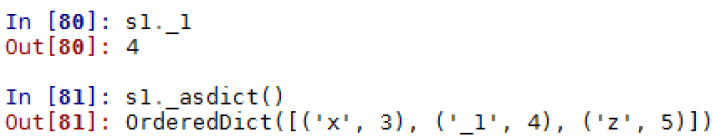 In [80]: s1._1
Out[80]: 4
In [81]: s1._asdict()
Out[81]: OrderedDict([('x', 3), ('_1', 4), ('z', 5)])